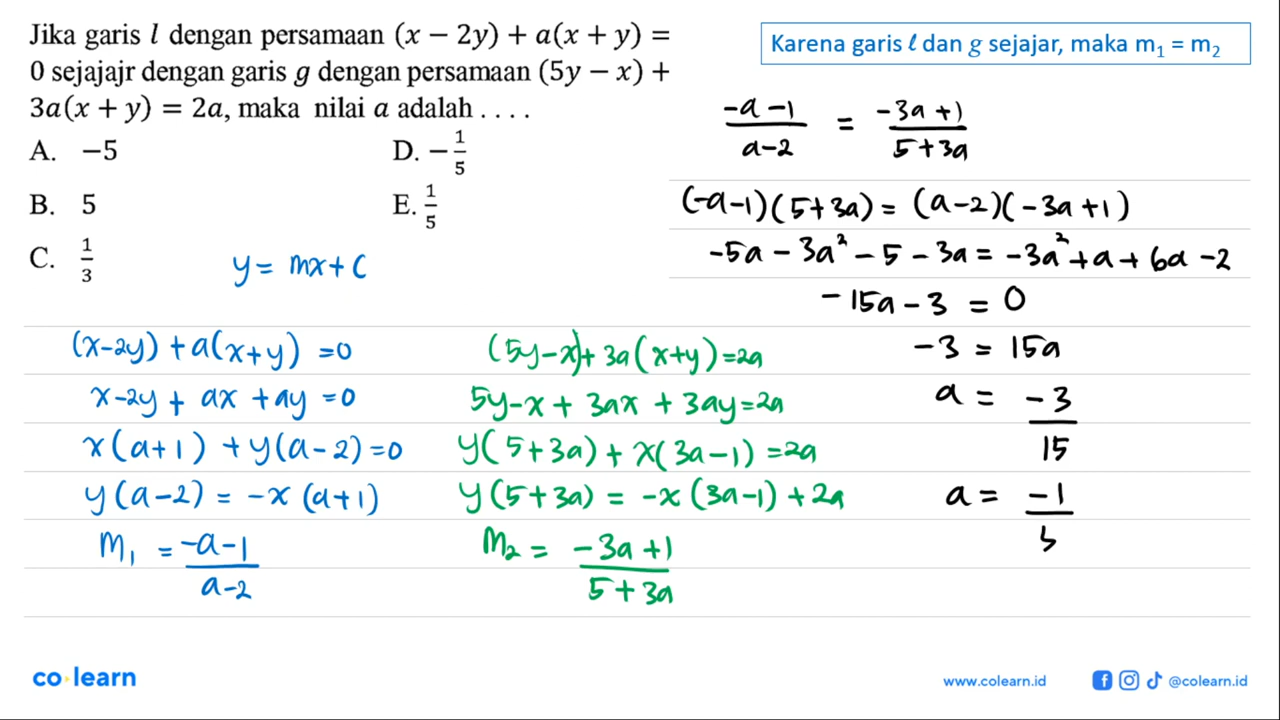 Jika garis l dengan persamaan (x − 2y) + a(x + y) =
0 sejajajr dengan garis g dengan persamaan (5y − x) +
3a(x + y) = 2a, maka nilai a adalah . . . .
A. −5
D. −1/5
B. 5
E. 1/5
C. 1/3
y = mx + c
(x-2y) + a(x+y) = 0
x-2y + ax + ay = 0
x(a+1) + y(a-2) = 0
y(a-2) = -x(a+1)
m₁ = (-a-1)/(a-2)
(5y-x) + 3a(x+y) = 2a
5y-x + 3ax + 3ay = 2a
y(5+3a) + x(3a-1) = 2a
y(5+3a) = -x(3a-1) + 2a
m₂ = (-3a+1)/(5+3a)
Karena garis ℓ dan g sejajar, maka m₁ = m₂
(-a-1)/(a-2) = (-3a+1)/(5+3a)
(-a-1)(5+3a) = (a-2)(-3a+1)
-5a - 3a² - 5 - 3a = -3a² + a + 6a - 2
-15a - 3 = 0
-3 = 15a
a = -3/15
a = -1/5
co·learn
www.colearn.id
@colearn.id